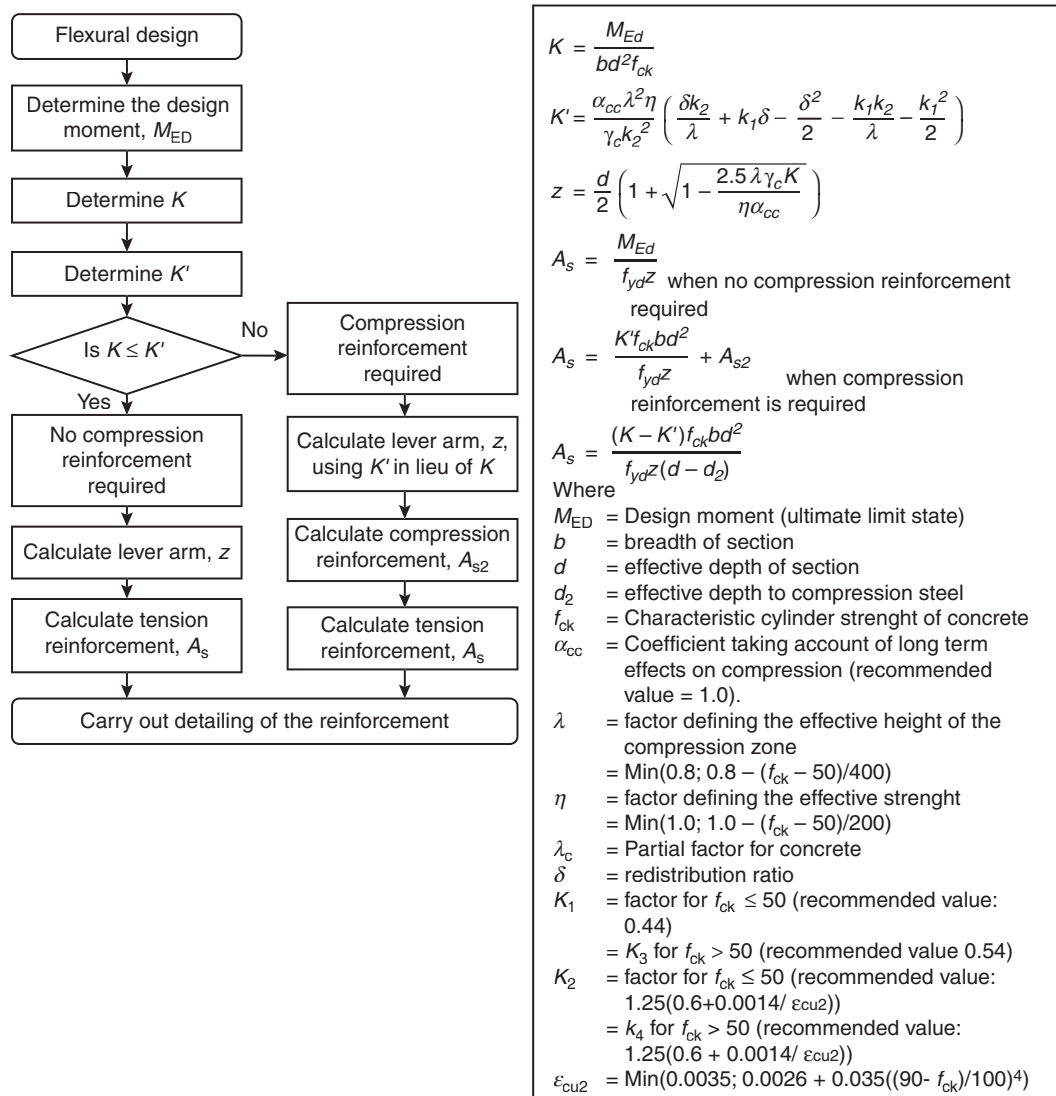 Flexural design
Determine the design
moment, M_ED
Determine K
Determine K'
Is K ≤ K'
No
Yes
Compression
reinforcement
required
No compression
reinforcement
required
Calculate lever arm, z,
using K' in lieu of K
Calculate lever arm, z
Calculate compression
reinforcement, A_s2
Calculate tension
reinforcement, A_s
Calculate tension
reinforcement, A_s
Carry out detailing of the reinforcement
K = M_Ed / bd²f_ck
K' = α_cc λ² η / γ_c k_2² ( δk_2 / λ + k_1 δ – δ² / 2 – k_1 k_2 / λ – k_1² / 2 )
z = d / 2 ( 1 + √ 1 – 2.5 λ γ_c K / η α_cc )
A_s = M_Ed / f_yd z when no compression reinforcement
required
A_s = K' f_ck bd² / f_yd z + A_s2 when compression
reinforcement is required
A_s = (K – K') f_ck bd² / f_yd z(d – d_2)
Where
M_ED = Design moment (ultimate limit state)
b = breadth of section
d = effective depth of section
d_2 = effective depth to compression steel
f_ck = Characteristic cylinder strenght of concrete
α_cc = Coefficient taking account of long term
effects on compression (recommended
value = 1.0).
λ = factor defining the effective height of the
compression zone
= Min(0.8; 0.8 – (f_ck – 50)/400)
η = factor defining the effective strenght
= Min(1.0; 1.0 – (f_ck – 50)/200)
λ_c = Partial factor for concrete
δ = redistribution ratio
K_1 = factor for f_ck ≤ 50 (recommended value:
0.44)
= K_3 for f_ck > 50 (recommended value 0.54)
K_2 = factor for f_ck ≤ 50 (recommended value:
1.25(0.6+0.0014/ εcu2))
= k_4 for f_ck > 50 (recommended value:
1.25(0.6 + 0.0014/ εcu2))
ε_cu2 = Min(0.0035; 0.0026 + 0.035((90- f_ck)/100)⁴)